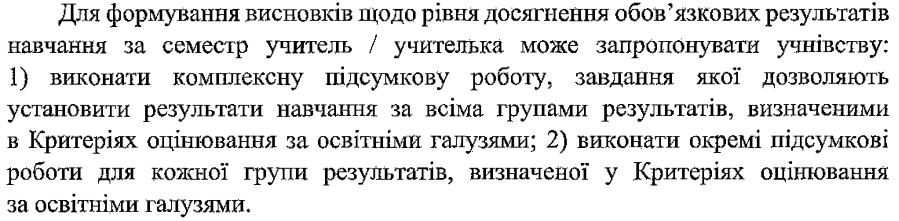 Для формування висновків щодо рівня досягнення обов’язкових результатів
навчання за семестр учитель / учителька може запропонувати учнівству:
1) виконати комплексну підсумкову роботу, завдання якої дозволяють
установити результати навчання за всіма групами результатів, визначеними
в Критеріях оцінювання за освітніми галузями; 2) виконати окремі підсумкові
роботи для кожної групи результатів, визначеної у Критеріях оцінювання
за освітніми галузями.